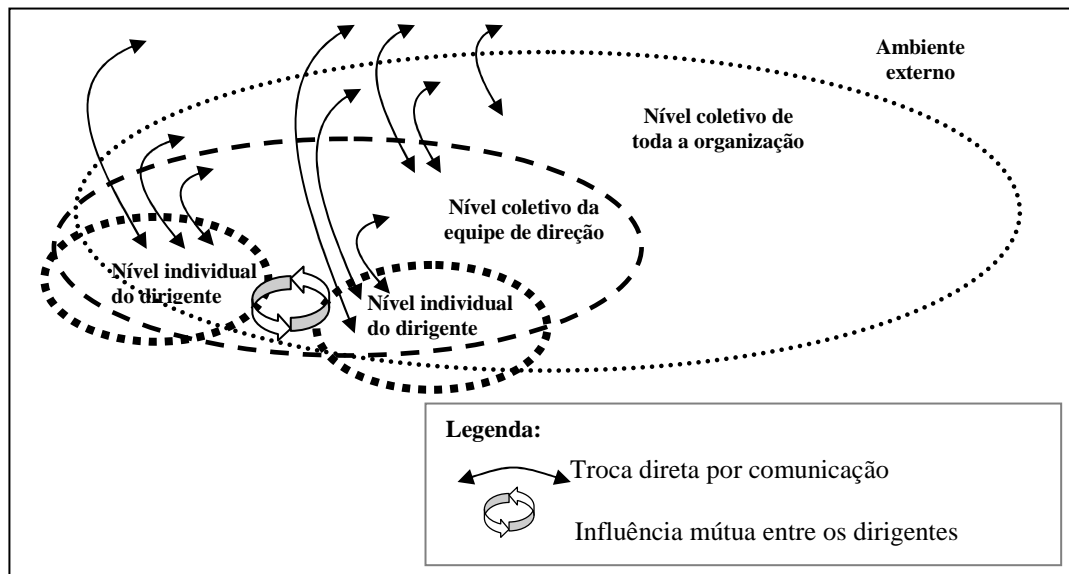 Ambiente
externo
Nível coletivo de
toda a organização
Nível coletivo da
equipe de direção
Nível individual
do dirigente
Nível individual
do dirigente
Legenda:
Troca direta por comunicação
Influência mútua entre os dirigentes